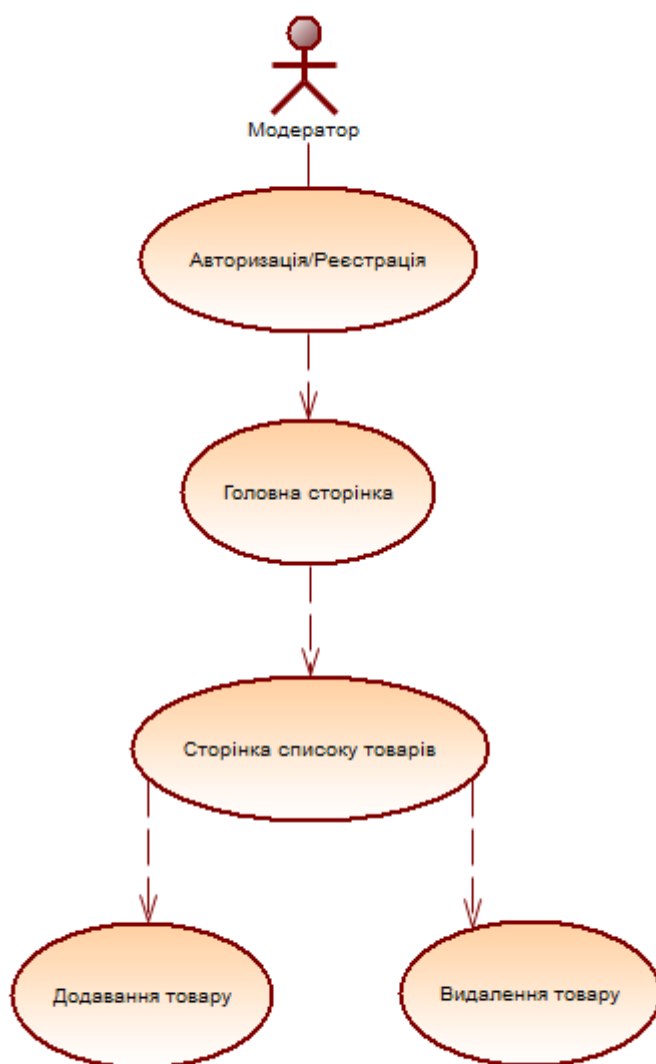 Модератор
Авторизація/Реєстрація
Головна сторінка
Сторінка списоку товарів
Додавання товару
Видалення товару